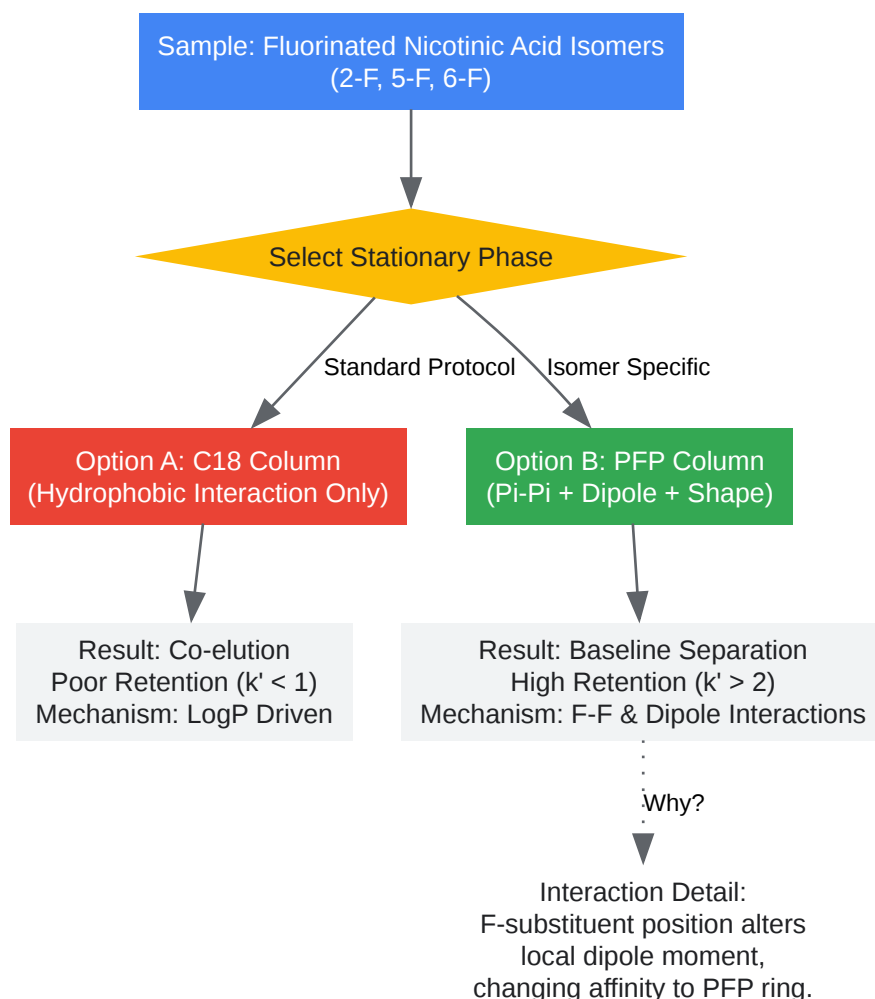 Sample: Fluorinated Nicotinic Acid Isomers
(2-F, 5-F, 6-F)
Select Stationary Phase
Standard Protocol
Isomer Specific
Option A: C18 Column
(Hydrophobic Interaction Only)
Option B: PFP Column
(Pi-Pi + Dipole + Shape)
Result: Co-elution
Poor Retention (k' < 1)
Mechanism: LogP Driven
Result: Baseline Separation
High Retention (k' > 2)
Mechanism: F-F & Dipole Interactions
Why?
Interaction Detail:
F-substituent position alters
local dipole moment,
changing affinity to PFP ring.